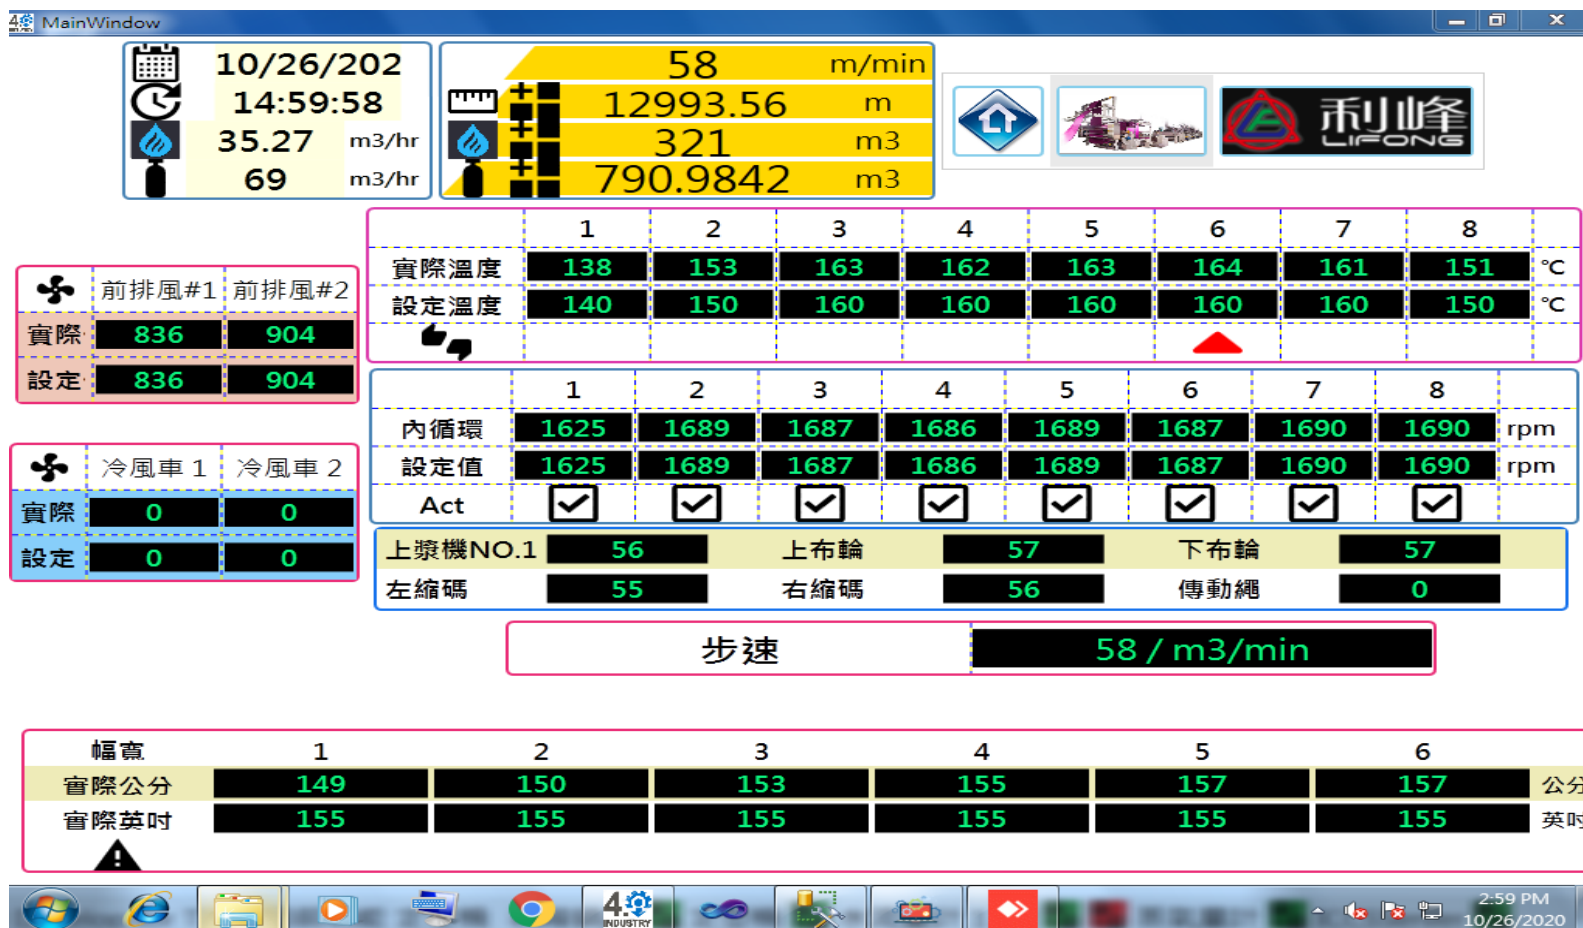 MainWindow
10/26/202
14:59:58
35.27 m3/hr
69 m3/hr
58 m/min
12993.56 m
321 m3
790.9842 m3
利峰
LIFONG
1 2 3 4 5 6 7 8
實際溫度 138 153 163 162 163 164 161 151 ℃
設定溫度 140 150 160 160 160 160 160 150 ℃
前排風#1 前排風#2
實際 836 904
設定 836 904
1 2 3 4 5 6 7 8
內循環 1625 1689 1687 1686 1689 1687 1690 1690 rpm
設定值 1625 1689 1687 1686 1689 1687 1690 1690 rpm
Act
冷風車 1 冷風車 2
實際 0 0
設定 0 0
上漿機NO.1 56 上布輪 57 下布輪 57
左縮碼 55 右縮碼 56 傳動繩 0
步速 58 / m3/min
幅寬 1 2 3 4 5 6
實際公分 149 150 153 155 157 157 公分
實際英吋 155 155 155 155 155 155 英吋
4.0
INDUSTRY
2:59 PM
10/26/2020